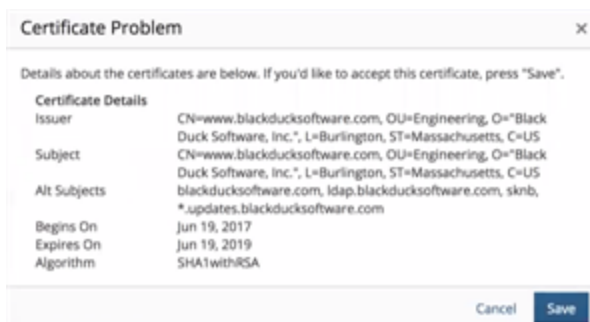 Certificate Problem ×
Details about the certificates are below. If you'd like to accept this certificate, press "Save".
Certificate Details
Issuer CN=www.blackducksoftware.com, OU=Engineering, O="Black
Duck Software, Inc.", L=Burlington, ST=Massachusetts, C=US
Subject CN=www.blackducksoftware.com, OU=Engineering, O="Black
Duck Software, Inc.", L=Burlington, ST=Massachusetts, C=US
Alt Subjects blackducksoftware.com, ldap.blackducksoftware.com, sknb,
*.updates.blackducksoftware.com
Begins On Jun 19, 2017
Expires On Jun 19, 2019
Algorithm SHA1withRSA
Cancel Save